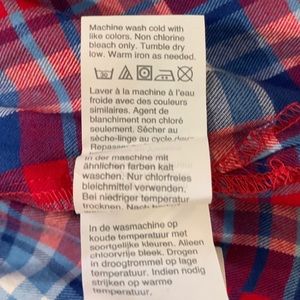 Machine wash cold with
like colors. Non chlorine
bleach only. Tumble dry
low. Warm iron as needed.
30
Laver à la machine à l'eau
froide avec des couleurs
similaires. Agent de
blanchiment non chloré
seulement. Sécher au
sèche-linge au cycle
Repasser
In der maschine mit
ähnlichen farben kalt
waschen. Nur chlorfreies
bleichmittel verwenden.
Bei niedriger temperatur
trocknen. Nach
In de wasmachine op
koude temperatuur met
soortgelijke kleuren. Alleen
chloorvrije bleek. Drogen
in droogtrommel op lage
temperatuur. Indien nodig
strijken op warme
temperatuur.